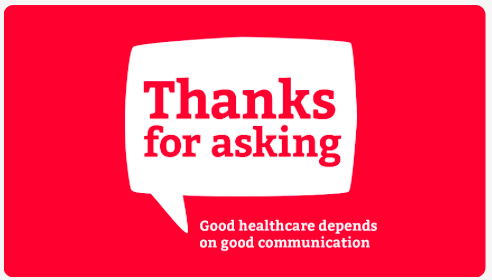 Thanks
for asking
Good healthcare depends
on good communication